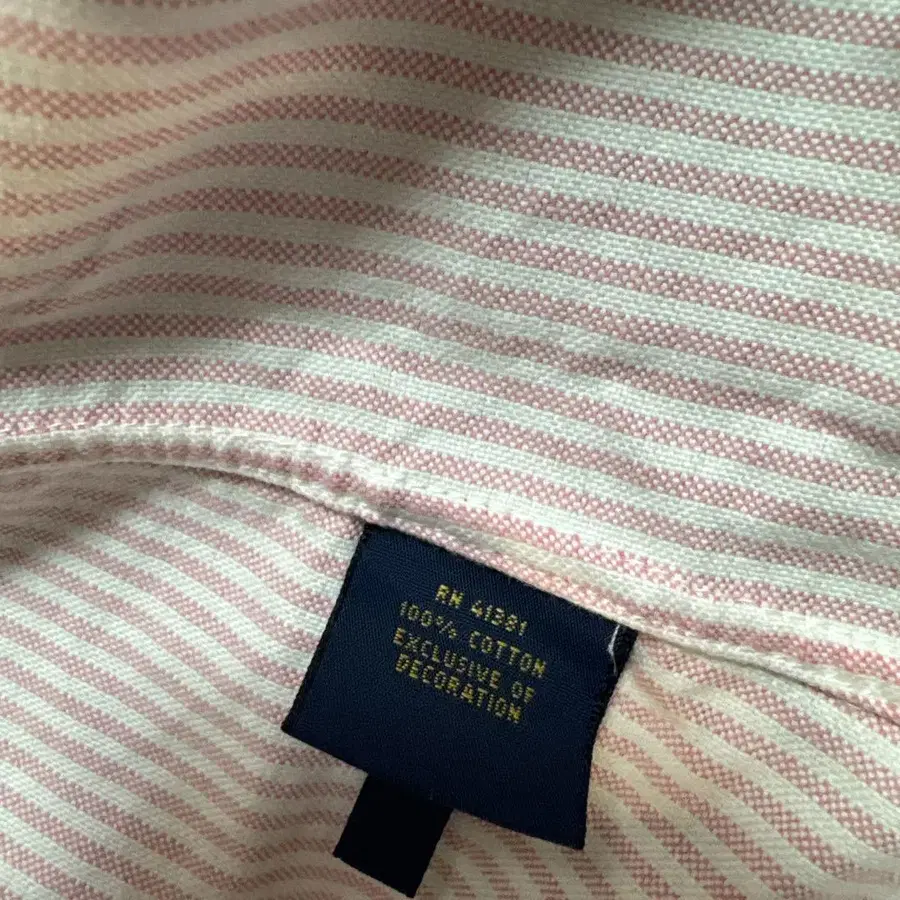 RN 41381
100% COTTON
EXCLUSIVE OF
DECORATION